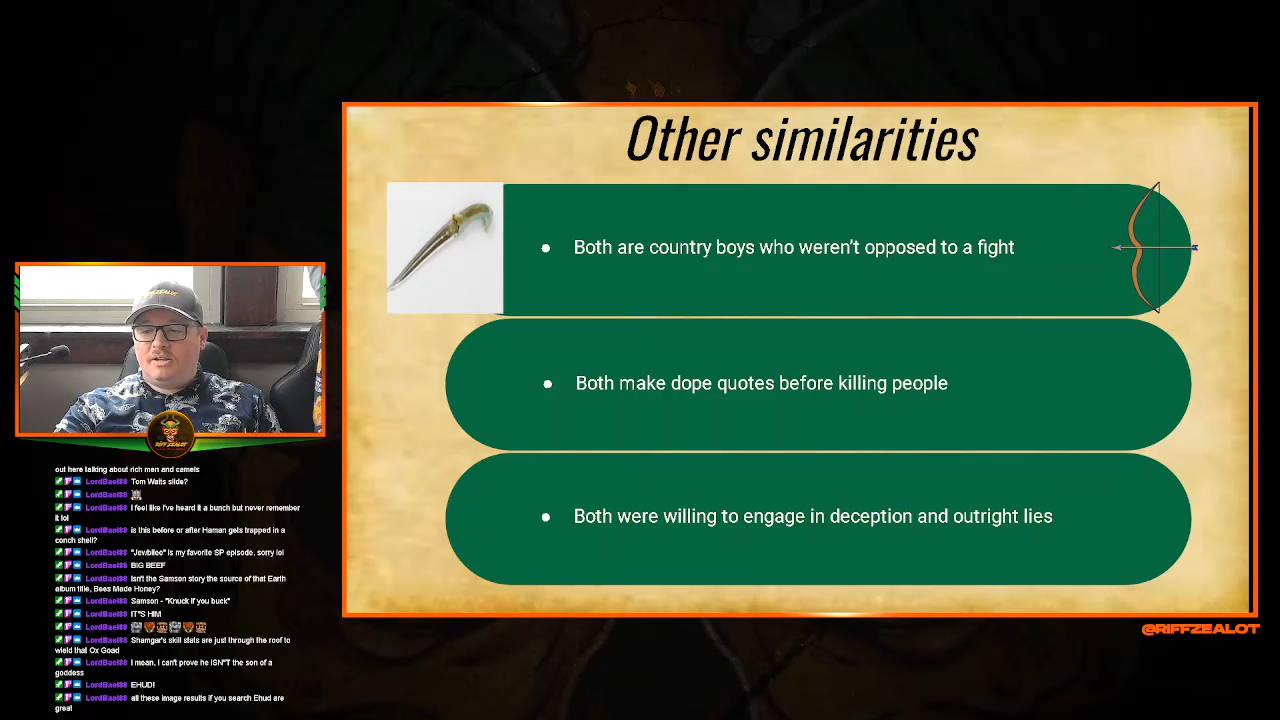 Other similarities
● Both are country boys who weren't opposed to a fight
● Both make dope quotes before killing people
● Both were willing to engage in deception and outright lies
@RIFFZEALOT
RIFFZEALOT
RIFF ZEALOT
out here talking about rich men and camels
LordBael88 Tom Waits slide?
LordBael88
LordBael88 I feel like I've heard it a bunch but never remember
it lol
LordBael88 is this before or after Haman gets trapped in a
conch shell?
LordBael88 "Jewbilee" is my favorite SP episode, sorry lol
LordBael88 BIG BEEF
LordBael88 Isn't the Samson story the source of that Earth
album title, Bees Made Honey?
LordBael88 Samson - "Knuck if you buck"
LordBael88 IT"S HIM
LordBael88
LordBael88 Shamgar's skill stats are just through the roof to
wield that Ox Goad
LordBael88 I mean, I can't prove he ISN"T the son of a
goddess
LordBael88 EHUD!
LordBael88 all these image results if you search Ehud are
great